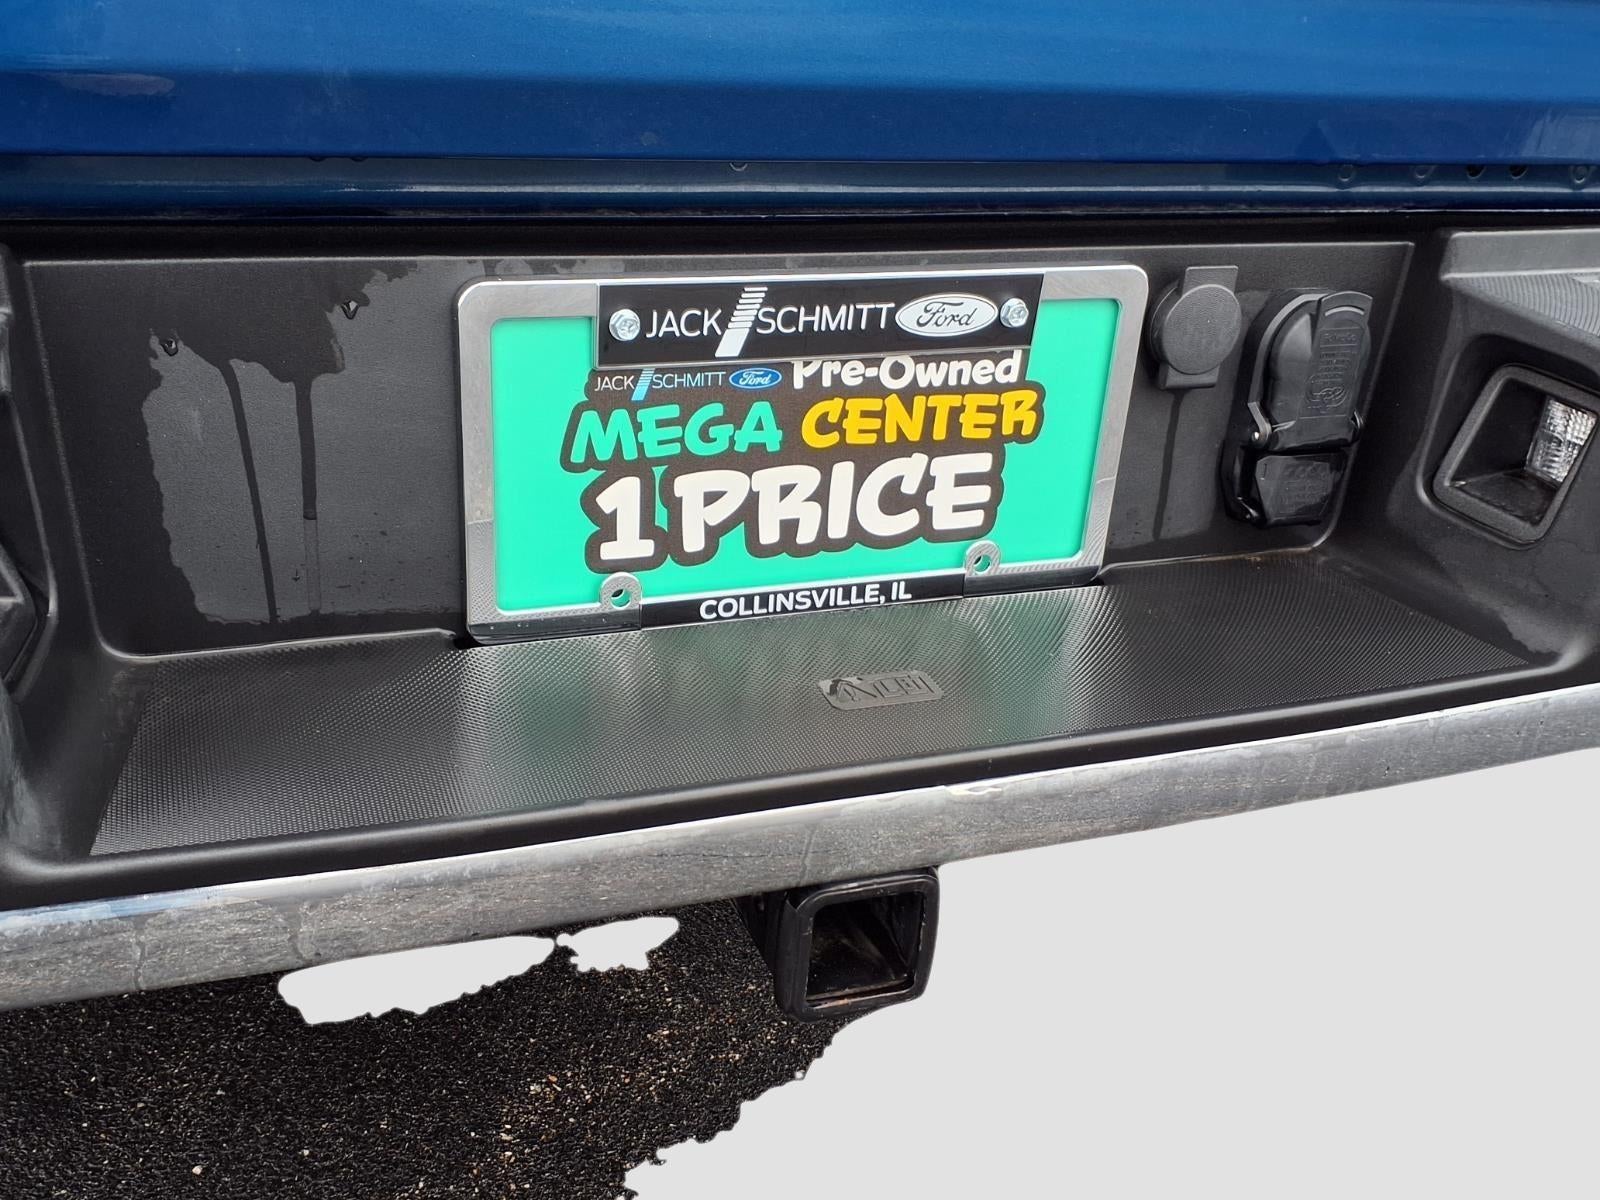 JACK SCHMITT Ford
JACK SCHMITT Ford Pre-Owned
MEGA CENTER
1 PRICE
COLLINSVILLE, IL